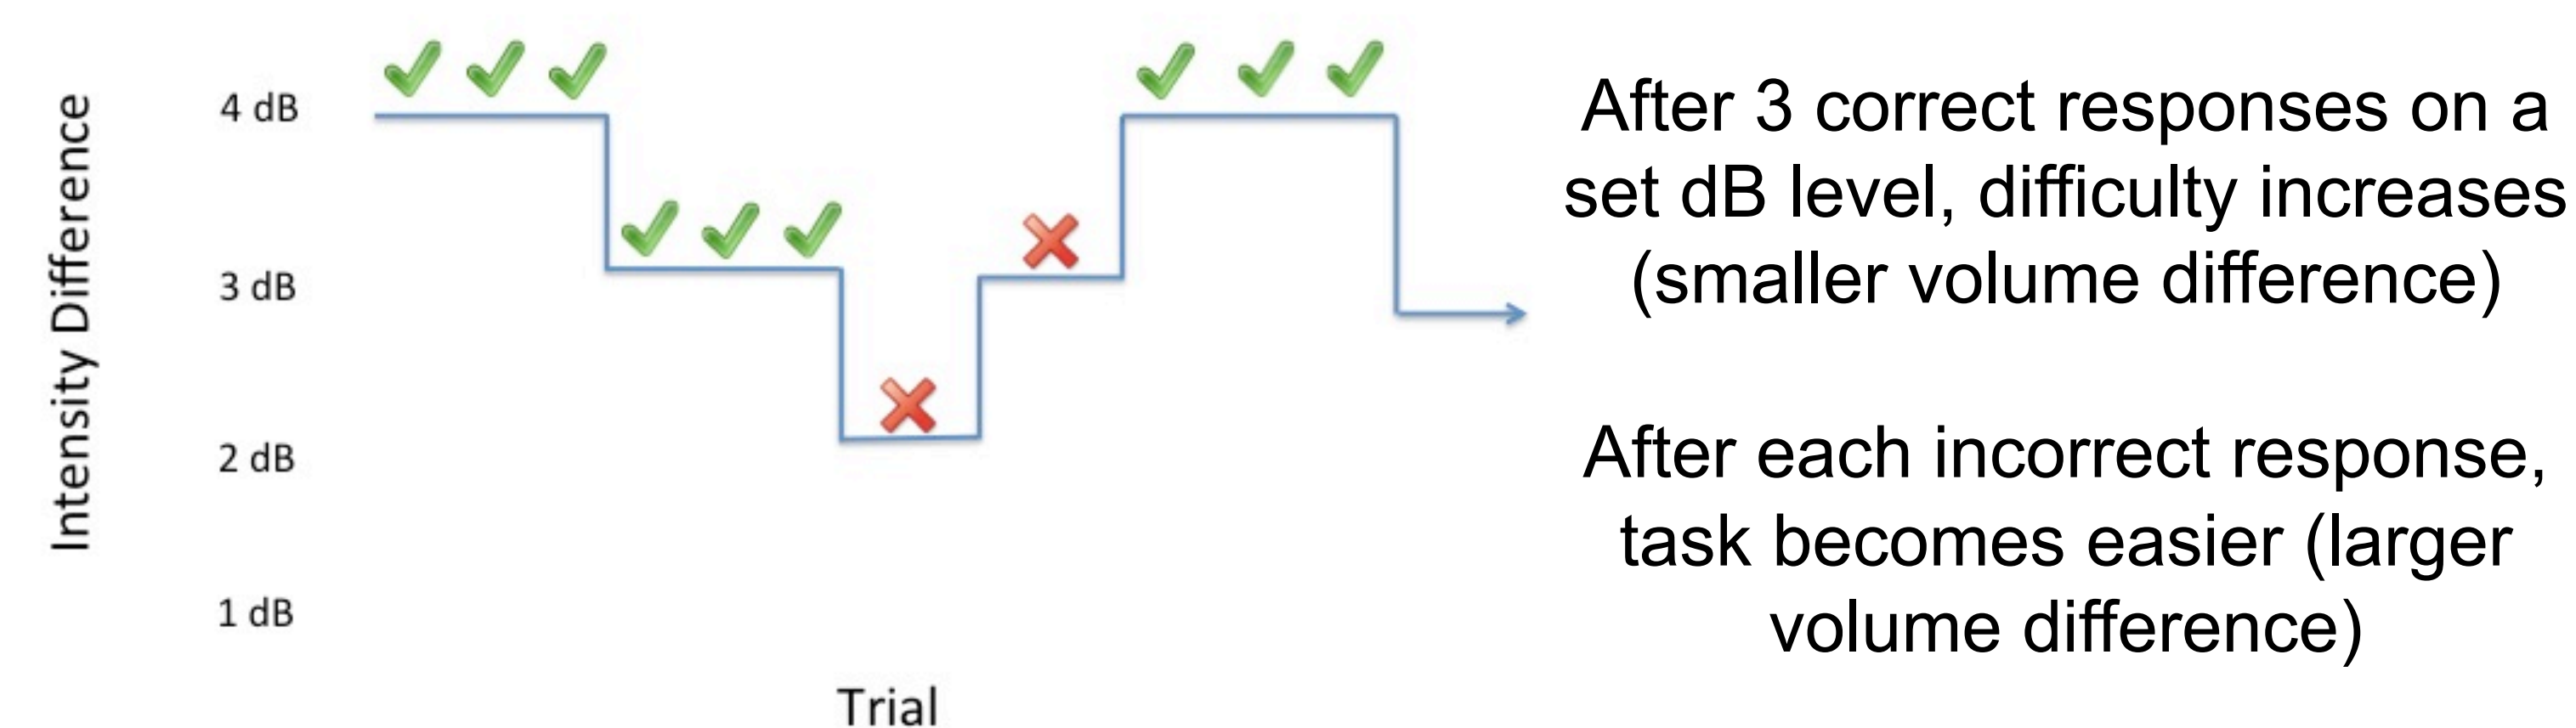 Intensity Difference
4 dB
3 dB
2 dB
1 dB
Trial
After 3 correct responses on a
set dB level, difficulty increases
(smaller volume difference)
After each incorrect response,
task becomes easier (larger
volume difference)